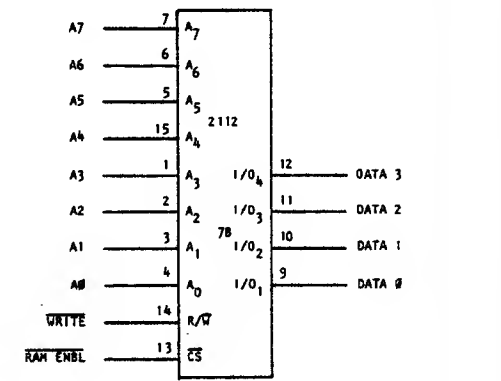 A7 7 A7
A6 6 A6
A5 5 A5
2112
A4 15 A4
A3 1 A3 I/O4 12 DATA 3
A2 2 A2 I/O3 11 DATA 2
7B
A1 3 A1 I/O2 10 DATA 1
A0 4 A0 I/O1 9 DATA 0
WRITE 14 R/W
RAM ENBL 13 CS